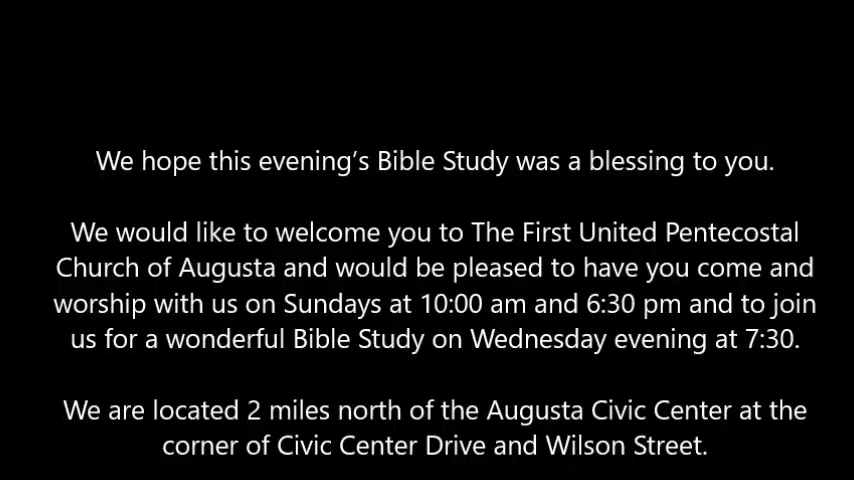 We hope this evening’s Bible Study was a blessing to you.
We would like to welcome you to The First United Pentecostal
Church of Augusta and would be pleased to have you come and
worship with us on Sundays at 10:00 am and 6:30 pm and to join
us for a wonderful Bible Study on Wednesday evening at 7:30.
We are located 2 miles north of the Augusta Civic Center at the
corner of Civic Center Drive and Wilson Street.